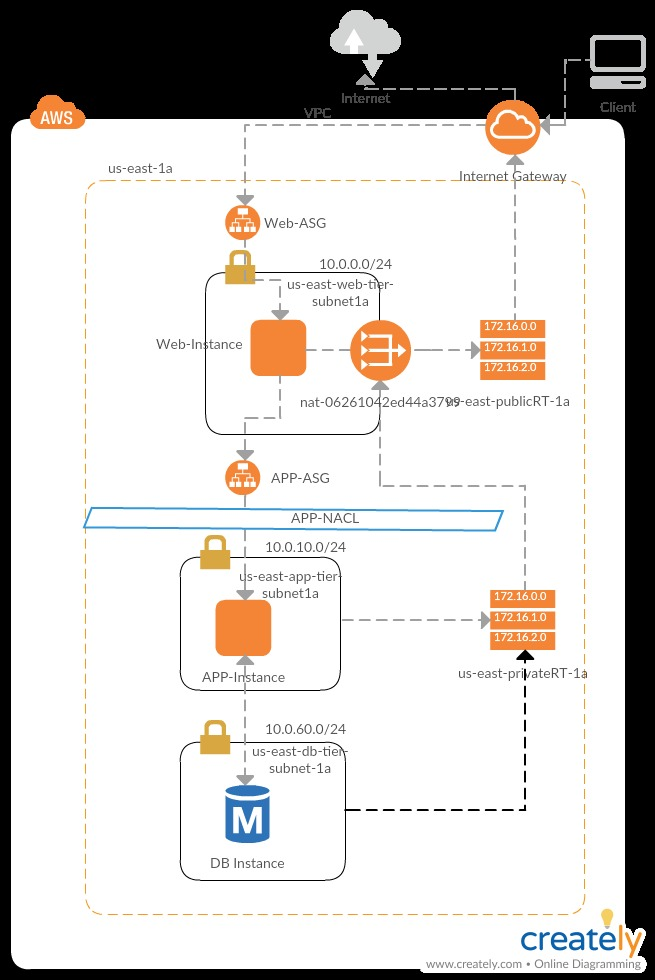 Internet
Client
AWS
VPC
us-east-1a
Internet Gateway
Web-ASG
10.0.0.0/24
us-east-web-tier-
subnet1a
Web-Instance
172.16.0.0
172.16.1.0
172.16.2.0
nat-06261042ed44a3799
us-east-publicRT-1a
APP-ASG
APP-NACL
10.0.10.0/24
us-east-app-tier-
subnet1a
172.16.0.0
172.16.1.0
172.16.2.0
APP-Instance
us-east-privateRT-1a
10.0.60.0/24
us-east-db-tier-
subnet-1a
M
DB Instance
creately
www.creately.com • Online Diagramming